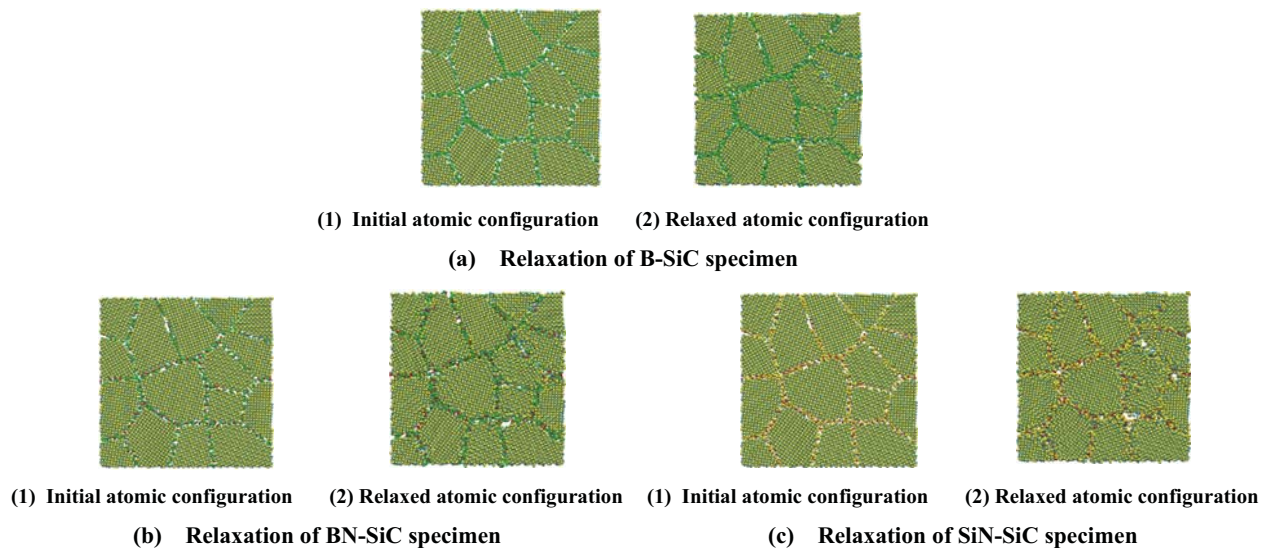 (1) Initial atomic configuration (2) Relaxed atomic configuration
(a) Relaxation of B-SiC specimen
(1) Initial atomic configuration (2) Relaxed atomic configuration (1) Initial atomic configuration (2) Relaxed atomic configuration
(b) Relaxation of BN-SiC specimen (c) Relaxation of SiN-SiC specimen